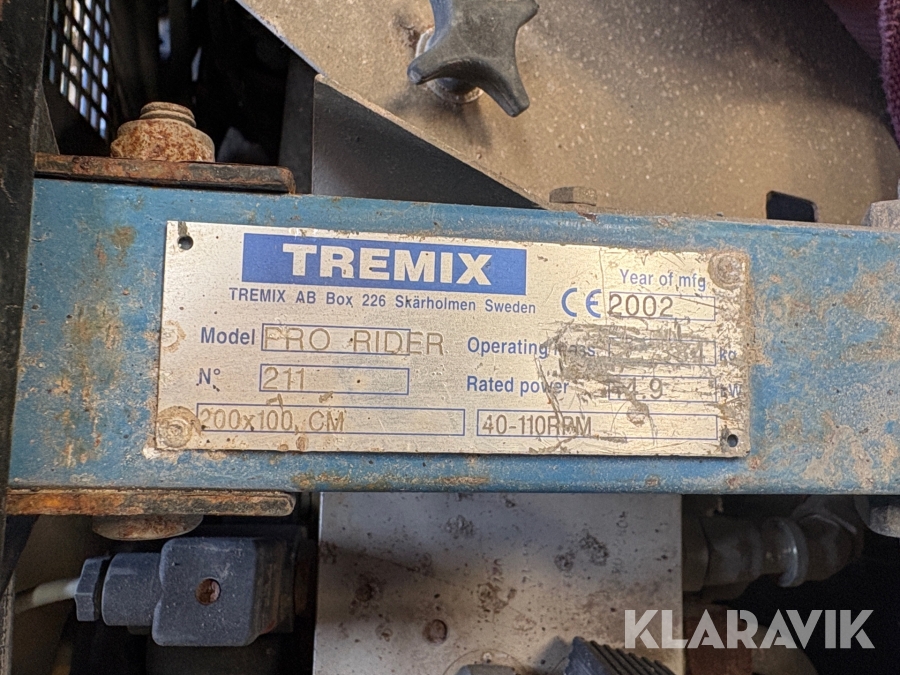 TREMIX
TREMIX AB Box 226 Skärholmen Sweden
Year of mfg
CE 2002
Model PRO RIDER
Operating mass kg
N° 211
Rated power kW
200x100 CM
40-110RPM
KLARAVIK